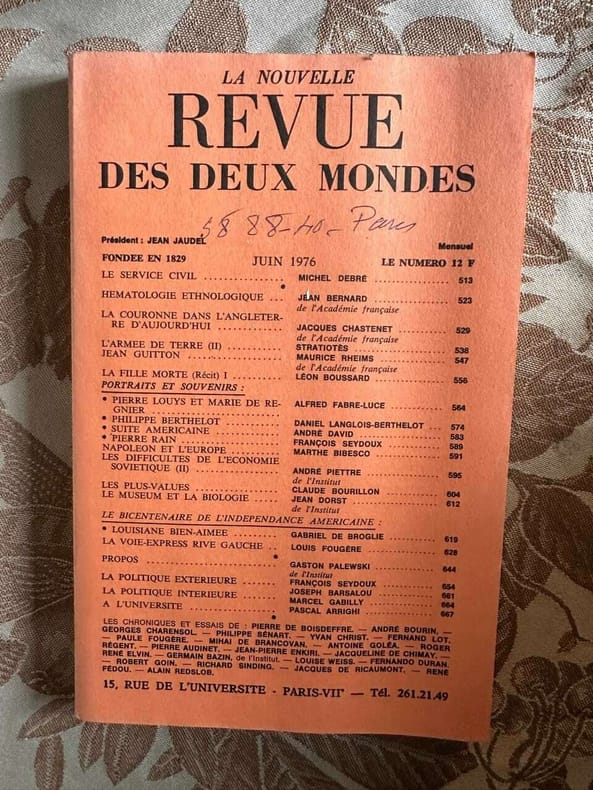 LA NOUVELLE
REVUE
DES DEUX MONDES
58 88-40- Paris
Président : JEAN JAUDEL Mensuel
FONDEE EN 1829 JUIN 1976 LE NUMERO 12 F
LE SERVICE CIVIL .................. MICHEL DEBRÉ .................. 513
HEMATOLOGIE ETHNOLOGIQUE ... JEAN BERNARD .................. 523
de l'Académie française
LA COURONNE DANS L'ANGLETER-
RE D'AUJOURD'HUI .............. JACQUES CHASTENET ............ 529
de l'Académie française
L'ARMEE DE TERRE (II) ............ STRATIOTÈS .................... 538
JEAN GUITTON .................... MAURICE RHEIMS ................ 547
de l'Académie française
LA FILLE MORTE (Récit) I .......... LÉON BOUSSARD ................ 556
PORTRAITS ET SOUVENIRS :
• PIERRE LOUYS ET MARIE DE RE-
GNIER ........................ ALFRED FABRE-LUCE ............ 564
• PHILIPPE BERTHELOT ............ DANIEL LANGLOIS-BERTHELOT ... 574
• SUITE AMERICAINE .............. ANDRÉ DAVID .................. 583
• PIERRE RAIN .................... FRANÇOIS SEYDOUX ............ 589
NAPOLEON ET L'EUROPE .......... MARTHE BIBESCO .............. 591
LES DIFFICULTES DE L'ECONOMIE
SOVIETIQUE (II) ................ ANDRÉ PIETTRE ................ 595
de l'Institut
LES PLUS-VALUES ................ CLAUDE BOURILLON ............ 604
LE MUSEUM ET LA BIOLOGIE ...... JEAN DORST .................... 612
de l'Institut
LE BICENTENAIRE DE L'INDEPENDANCE AMERICAINE :
• LOUISIANE BIEN-AIMEE .......... GABRIEL DE BROGLIE .......... 619
LA VOIE-EXPRESS RIVE GAUCHE .. LOUIS FOUGÈRE ................ 628
PROPOS .......................... GASTON PALEWSKI .............. 644
de l'Institut
LA POLITIQUE EXTERIEURE ........ FRANÇOIS SEYDOUX ............ 654
LA POLITIQUE INTERIEURE ........ JOSEPH BARSALOU .............. 661
A L'UNIVERSITE .................. MARCEL GABILLY ................ 664
PASCAL ARRIGHI ................ 667
LES CHRONIQUES ET ESSAIS DE : PIERRE DE BOISDEFFRE. — ANDRÉ BOURIN, —
GEORGES CHARENSOL. — PHILIPPE SÉNART. — YVAN CHRIST. — FERNAND LOT.
— PAULE FOUGÈRE. — MIHAI DE BRANCOVAN. — ANTOINE GOLÉA. — ROGER
RÉGENT. — PIERRE AUDINET. — JEAN-PIERRE ENKIRI. — JACQUELINE DE CHIMAY. —
RENÉ ELVIN. — GERMAIN BAZIN, de l'Institut. — LOUISE WEISS. — FERNANDO DURAN.
— ROBERT GOIN. — RICHARD SINDING. — JACQUES DE RICAUMONT, — RENÉ
FÉDOU. — ALAIN REDSLOB.
15, RUE DE L'UNIVERSITE - PARIS-VIIe — Tél. 261.21.49